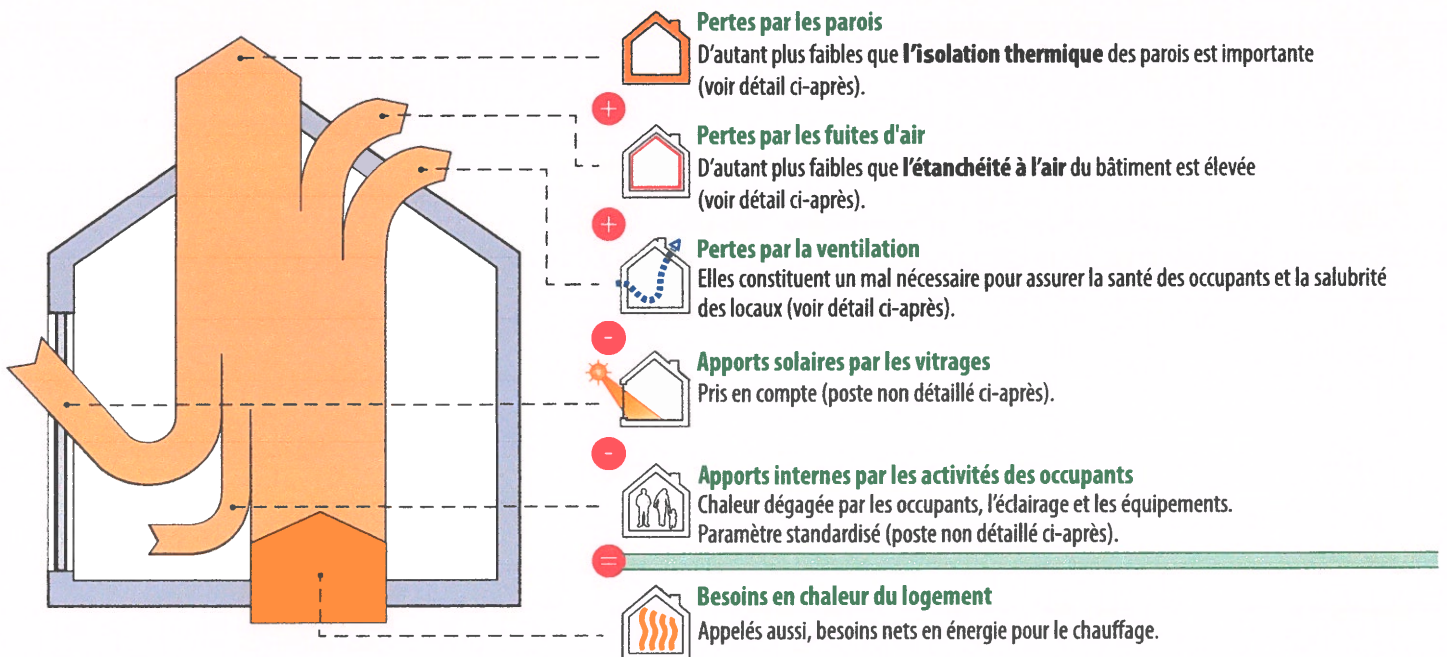 Pertes par les parois
D'autant plus faibles que l'isolation thermique des parois est importante
(voir détail ci-après).
+
Pertes par les fuites d'air
D'autant plus faibles que l'étanchéité à l'air du bâtiment est élevée
(voir détail ci-après).
+
Pertes par la ventilation
Elles constituent un mal nécessaire pour assurer la santé des occupants et la salubrité
des locaux (voir détail ci-après).
-
Apports solaires par les vitrages
Pris en compte (poste non détaillé ci-après).
-
Apports internes par les activités des occupants
Chaleur dégagée par les occupants, l'éclairage et les équipements.
Paramètre standardisé (poste non détaillé ci-après).
=
Besoins en chaleur du logement
Appelés aussi, besoins nets en énergie pour le chauffage.